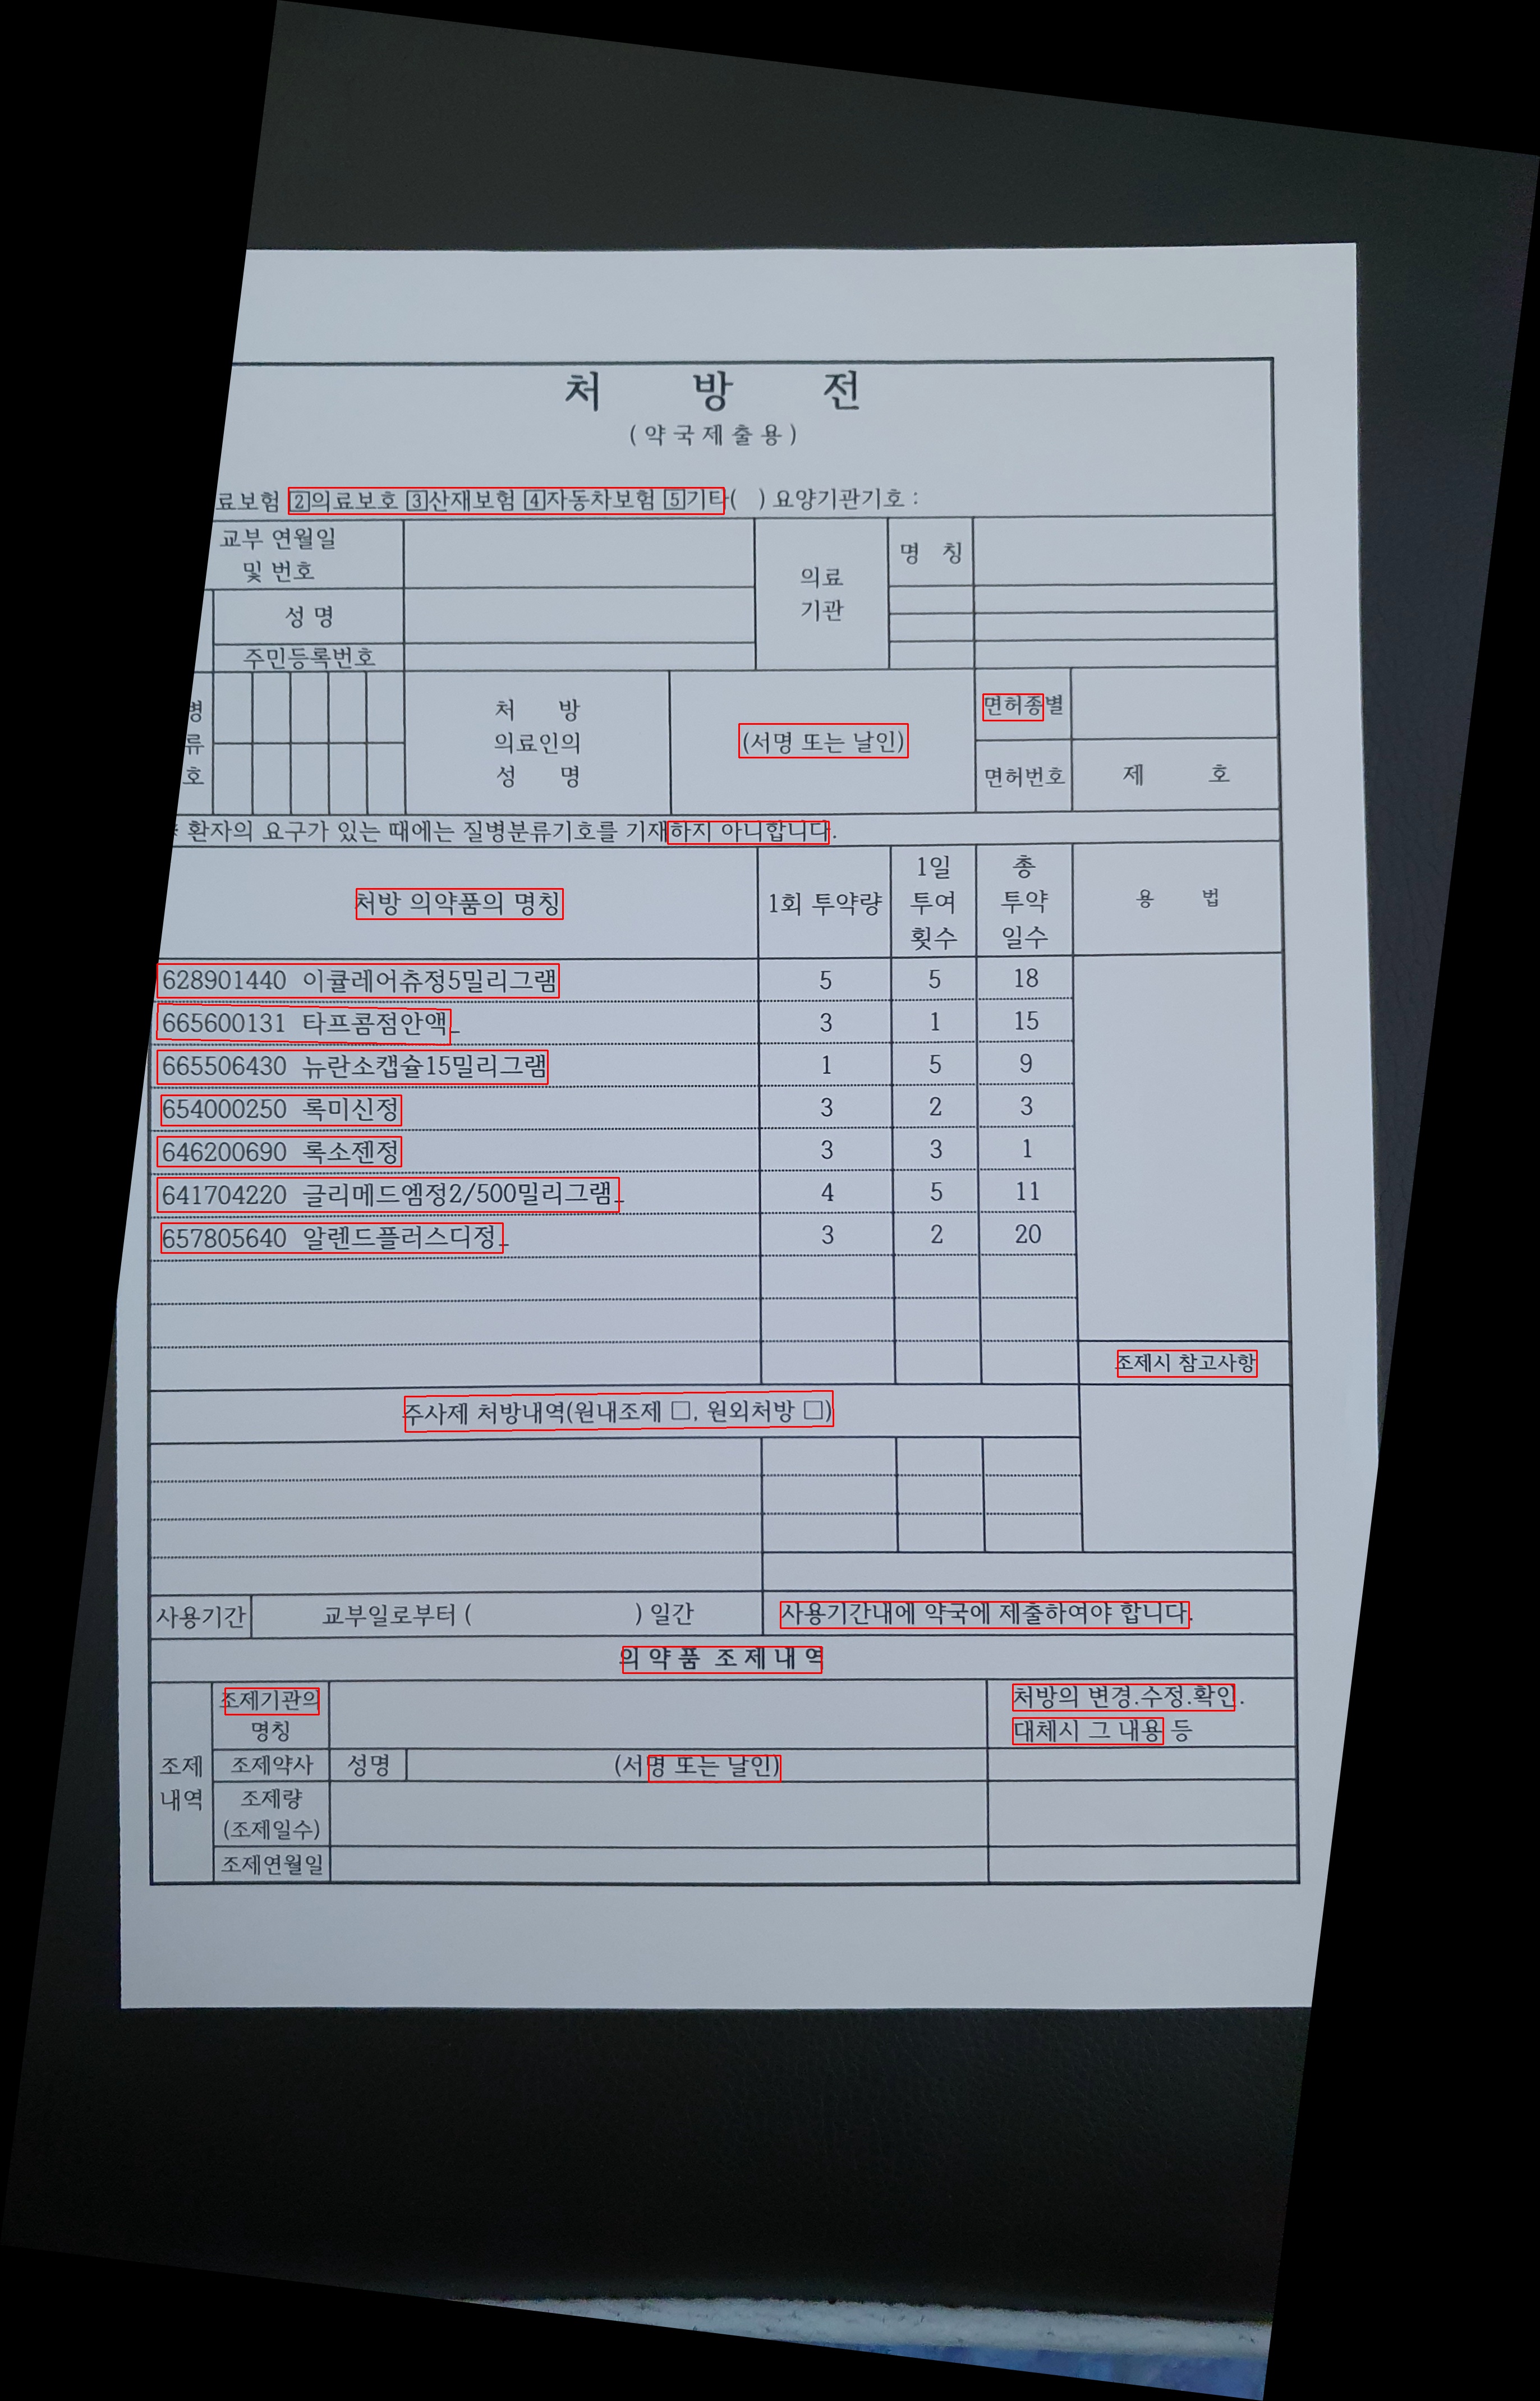 처 방 전
(약국제출용)
료보험 2의료보호 3산재보험 4자동차보험 5기타( ) 요양기관기호 :
교부 연월일
및 번호
의료
기관
명 칭
성 명
주민등록번호
병
류
호
처 방
의료인의
성 명
(서명 또는 날인)
면허종별
면허번호
제 호
환자의 요구가 있는 때에는 질병분류기호를 기재하지 아니합니다.
처방 의약품의 명칭
1회 투약량
1일
투여
횟수
총
투약
일수
용 법
628901440 이큘레어츄정5밀리그램 5 5 18
665600131 타프콤점안액_ 3 1 15
665506430 뉴란소캡슐15밀리그램 1 5 9
654000250 록미신정 3 2 3
646200690 록소젠정 3 3 1
641704220 글리메드엠정2/500밀리그램_ 4 5 11
657805640 알렌드플러스디정_ 3 2 20
조제시 참고사항
주사제 처방내역(원내조제 □, 원외처방 □)
사용기간 교부일로부터 ( ) 일간 사용기간내에 약국에 제출하여야 합니다.
의 약 품 조 제 내 역
조제
내역
조제기관의
명칭
처방의 변경.수정.확인.
대체시 그 내용 등
조제약사 성명 (서명 또는 날인)
조제량
(조제일수)
조제연월일